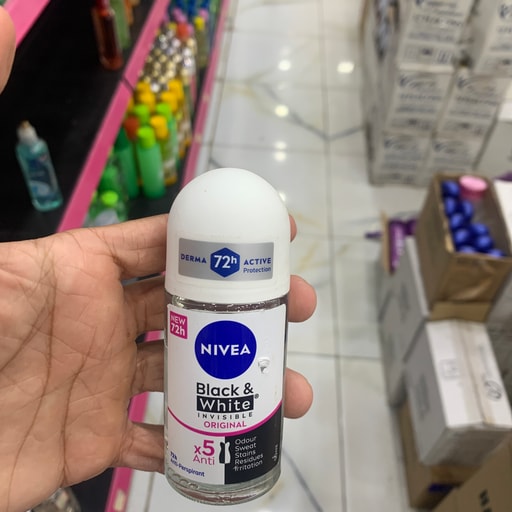 DERMA 72h ACTIVE
Protection
NEW
72h
NIVEA
Black &
White®
INVISIBLE
ORIGINAL
x5
Anti
Odour
Sweat
Stains
Residues
Irritation
72h
Anti-Perspirant